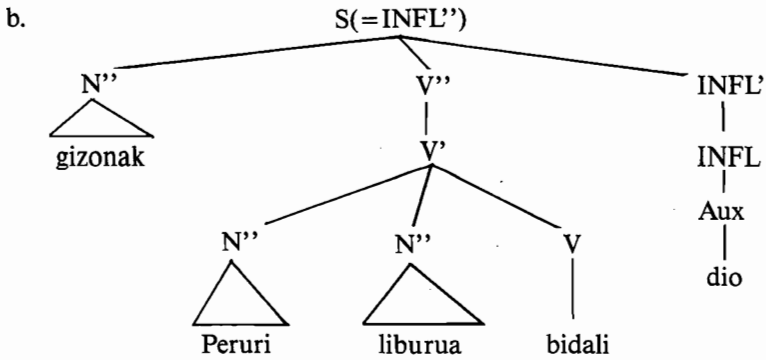 b.
S(=INFL’’)
N’’ V’’ INFL’
gizonak V’ INFL
Aux
N’’ N’’ V
dio
Peruri liburua bidali